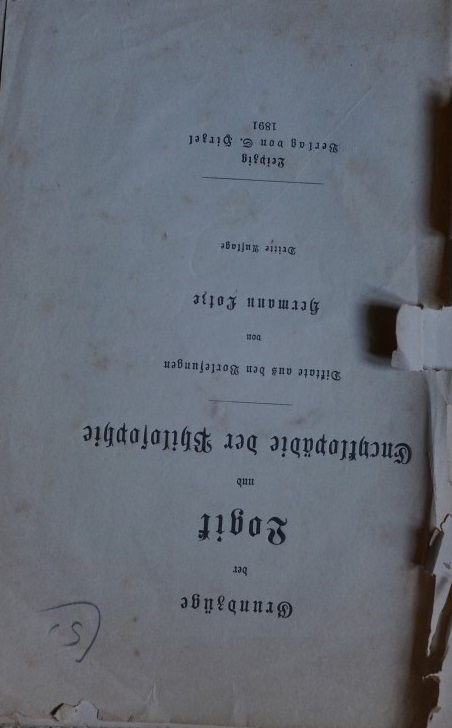 Grundzüge
der
Logik
und
Encyklopädie der Philosophie
Diktate aus den Vorlesungen
von
Hermann Lotze
Dritte Auflage
Leipzig
Verlag von S. Hirzel
1891